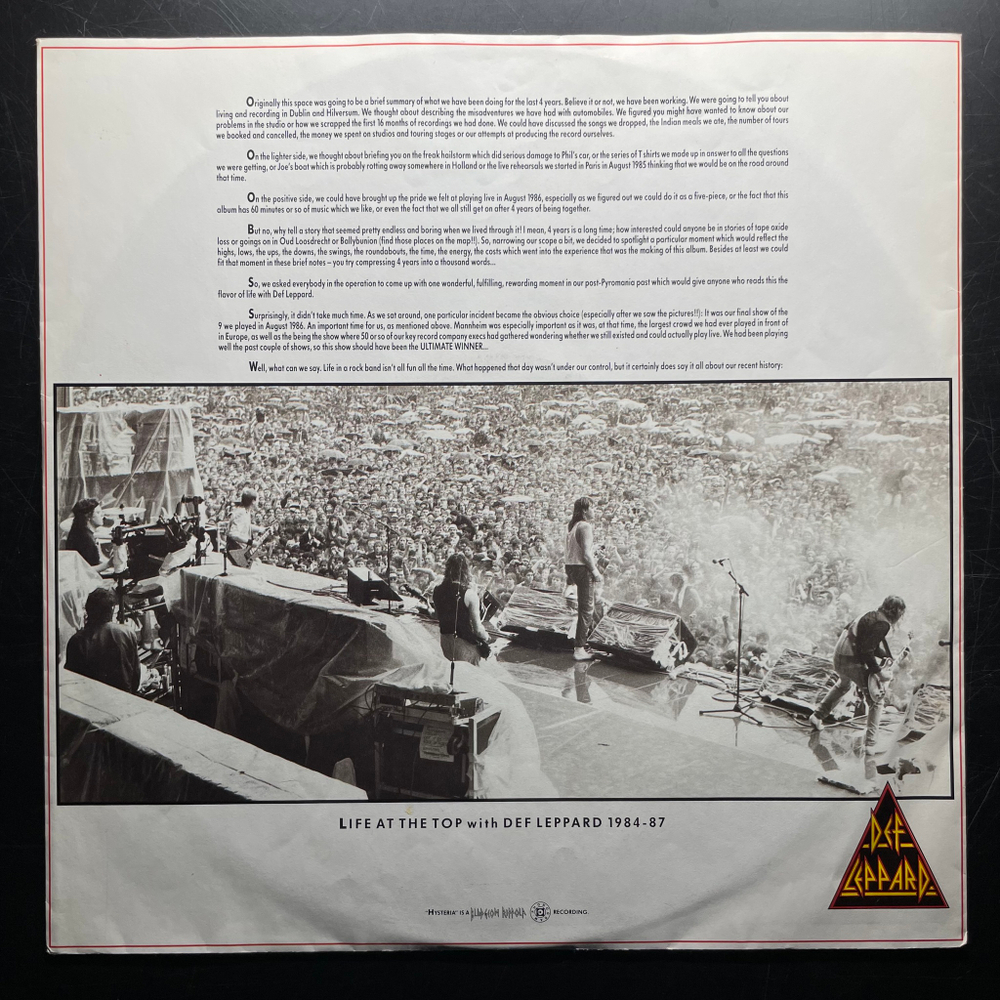 Originally this space was going to be a brief summary of what we have been doing for the last 4 years. Believe it or not, we have been working. We were going to tell you about
living and recording in Dublin and Hilversum. We thought about describing the misadventures we have had with automobiles. We figured you might have wanted to know about our
problems in the studio or how we scrapped the first 16 months of recordings we had done. We could have discussed the songs we dropped, the Indian meals we ate, the number of tours
we booked and cancelled, the money we spent on studios and touring stages or our attempts at producing the record ourselves.
On the lighter side, we thought about briefing you on the freak hailstorm which did serious damage to Phil's car, or the series of T shirts we made up in answer to all the questions
we were getting, or Joe's boat which is probably rotting away somewhere in Holland or the live rehearsals we started in Paris in August 1985 thinking that we would be on the road around
that time.
On the positive side, we could have brought up the pride we felt at playing live in August 1986, especially as we figured out we could do it as a five-piece, or the fact that this
album has 60 minutes or so of music which we like, or even the fact that we all still get on after 4 years of being together.
But no, why tell a story that seemed pretty endless and boring when we lived through it! I mean, 4 years is a long time; how interested could anyone be in stories of tape oxide
loss or goings on in Oud Loosdrecht or Ballybunion (find those places on the map!!). So, narrowing our scope a bit, we decided to spotlight a particular moment which would reflect the
highs, lows, the ups, the downs, the swings, the roundabouts, the time, the energy, the costs which went into the experience that was the making of this album. Besides at least we could
fit that moment in these brief notes – you try compressing 4 years into a thousand words...
So, we asked everybody in the operation to come up with one wonderful, fulfilling, rewarding moment in our post-Pyromania past which would give anyone who reads this the
flavor of life with Def Leppard.
Surprisingly, it didn't take much time. As we sat around, one particular incident became the obvious choice (especially after we saw the pictures!!): It was our final show of the
9 we played in August 1986. An important time for us, as mentioned above. Mannheim was especially important as it was, at that time, the largest crowd we had ever played in front of
in Europe, as well as the being the show where 50 or so of our key record company execs had gathered wondering whether we still existed and could actually play live. We had been playing
well the past couple of shows, so this show should have been the ULTIMATE WINNER...
Well, what can we say. Life in a rock band isn't all fun all the time. What happened that day wasn't under our control, but it certainly does say it all about our recent history:
LIFE AT THE TOP with DEF LEPPARD 1984-87
DEF
LEPPARD
"HYSTERIA" IS A BLUDGEON RIFFOLA RECORDING.